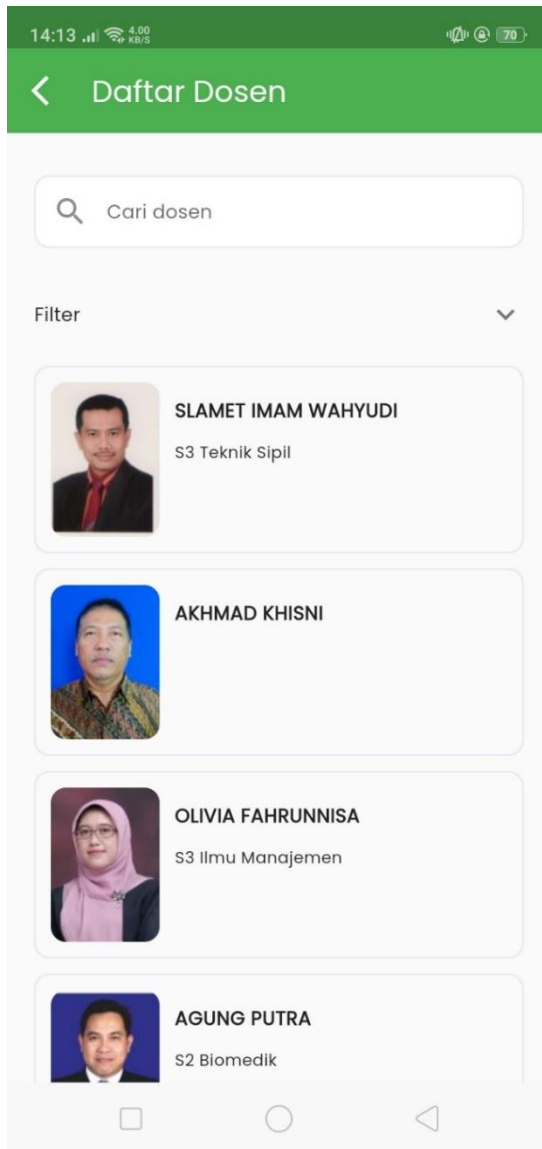 14:13 4.00 KB/S 70
Daftar Dosen
Cari dosen
Filter
SLAMET IMAM WAHYUDI
S3 Teknik Sipil
AKHMAD KHISNI
OLIVIA FAHRUNNISA
S3 Ilmu Manajemen
AGUNG PUTRA
S2 Biomedik